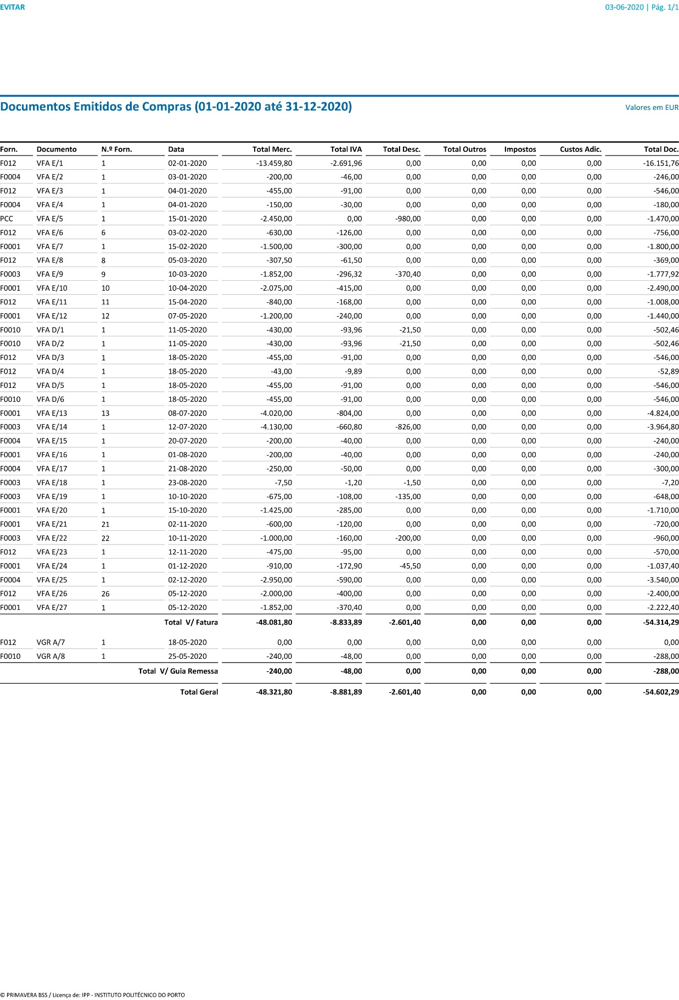 EVITAR 03-06-2020 | Pág. 1/1
Documentos Emitidos de Compras (01-01-2020 até 31-12-2020) Valores em EUR
Forn. Documento N.º Forn. Data Total Merc. Total IVA Total Desc. Total Outros Impostos Custos Adic. Total Doc.
F012 VFA E/1 1 02-01-2020 -13.459,80 -2.691,96 0,00 0,00 0,00 0,00 -16.151,76
F0004 VFA E/2 1 03-01-2020 -200,00 -46,00 0,00 0,00 0,00 0,00 -246,00
F012 VFA E/3 1 04-01-2020 -455,00 -91,00 0,00 0,00 0,00 0,00 -546,00
F0004 VFA E/4 1 04-01-2020 -150,00 -30,00 0,00 0,00 0,00 0,00 -180,00
PCC VFA E/5 1 15-01-2020 -2.450,00 0,00 -980,00 0,00 0,00 0,00 -1.470,00
F012 VFA E/6 6 03-02-2020 -630,00 -126,00 0,00 0,00 0,00 0,00 -756,00
F0001 VFA E/7 1 15-02-2020 -1.500,00 -300,00 0,00 0,00 0,00 0,00 -1.800,00
F012 VFA E/8 8 05-03-2020 -307,50 -61,50 0,00 0,00 0,00 0,00 -369,00
F0003 VFA E/9 9 10-03-2020 -1.852,00 -296,32 -370,40 0,00 0,00 0,00 -1.777,92
F0001 VFA E/10 10 10-04-2020 -2.075,00 -415,00 0,00 0,00 0,00 0,00 -2.490,00
F012 VFA E/11 11 15-04-2020 -840,00 -168,00 0,00 0,00 0,00 0,00 -1.008,00
F0001 VFA E/12 12 07-05-2020 -1.200,00 -240,00 0,00 0,00 0,00 0,00 -1.440,00
F0010 VFA D/1 1 11-05-2020 -430,00 -93,96 -21,50 0,00 0,00 0,00 -502,46
F0010 VFA D/2 1 11-05-2020 -430,00 -93,96 -21,50 0,00 0,00 0,00 -502,46
F012 VFA D/3 1 18-05-2020 -455,00 -91,00 0,00 0,00 0,00 0,00 -546,00
F012 VFA D/4 1 18-05-2020 -43,00 -9,89 0,00 0,00 0,00 0,00 -52,89
F012 VFA D/5 1 18-05-2020 -455,00 -91,00 0,00 0,00 0,00 0,00 -546,00
F0010 VFA D/6 1 18-05-2020 -455,00 -91,00 0,00 0,00 0,00 0,00 -546,00
F0001 VFA E/13 13 08-07-2020 -4.020,00 -804,00 0,00 0,00 0,00 0,00 -4.824,00
F0003 VFA E/14 1 12-07-2020 -4.130,00 -660,80 -826,00 0,00 0,00 0,00 -3.964,80
F0004 VFA E/15 1 20-07-2020 -200,00 -40,00 0,00 0,00 0,00 0,00 -240,00
F0001 VFA E/16 1 01-08-2020 -200,00 -40,00 0,00 0,00 0,00 0,00 -240,00
F0004 VFA E/17 1 21-08-2020 -250,00 -50,00 0,00 0,00 0,00 0,00 -300,00
F0003 VFA E/18 1 23-08-2020 -7,50 -1,20 -1,50 0,00 0,00 0,00 -7,20
F0003 VFA E/19 1 10-10-2020 -675,00 -108,00 -135,00 0,00 0,00 0,00 -648,00
F0001 VFA E/20 1 15-10-2020 -1.425,00 -285,00 0,00 0,00 0,00 0,00 -1.710,00
F0001 VFA E/21 21 02-11-2020 -600,00 -120,00 0,00 0,00 0,00 0,00 -720,00
F0003 VFA E/22 22 10-11-2020 -1.000,00 -160,00 -200,00 0,00 0,00 0,00 -960,00
F012 VFA E/23 1 12-11-2020 -475,00 -95,00 0,00 0,00 0,00 0,00 -570,00
F0001 VFA E/24 1 01-12-2020 -910,00 -172,90 -45,50 0,00 0,00 0,00 -1.037,40
F0004 VFA E/25 1 02-12-2020 -2.950,00 -590,00 0,00 0,00 0,00 0,00 -3.540,00
F012 VFA E/26 26 05-12-2020 -2.000,00 -400,00 0,00 0,00 0,00 0,00 -2.400,00
F0001 VFA E/27 1 05-12-2020 -1.852,00 -370,40 0,00 0,00 0,00 0,00 -2.222,40
Total V/ Fatura -48.081,80 -8.833,89 -2.601,40 0,00 0,00 0,00 -54.314,29
F012 VGR A/7 1 18-05-2020 0,00 0,00 0,00 0,00 0,00 0,00 0,00
F0010 VGR A/8 1 25-05-2020 -240,00 -48,00 0,00 0,00 0,00 0,00 -288,00
Total V/ Guia Remessa -240,00 -48,00 0,00 0,00 0,00 0,00 -288,00
Total Geral -48.321,80 -8.881,89 -2.601,40 0,00 0,00 0,00 -54.602,29
© PRIMAVERA BSS / Licença de: IPP - INSTITUTO POLITÉCNICO DO PORTO